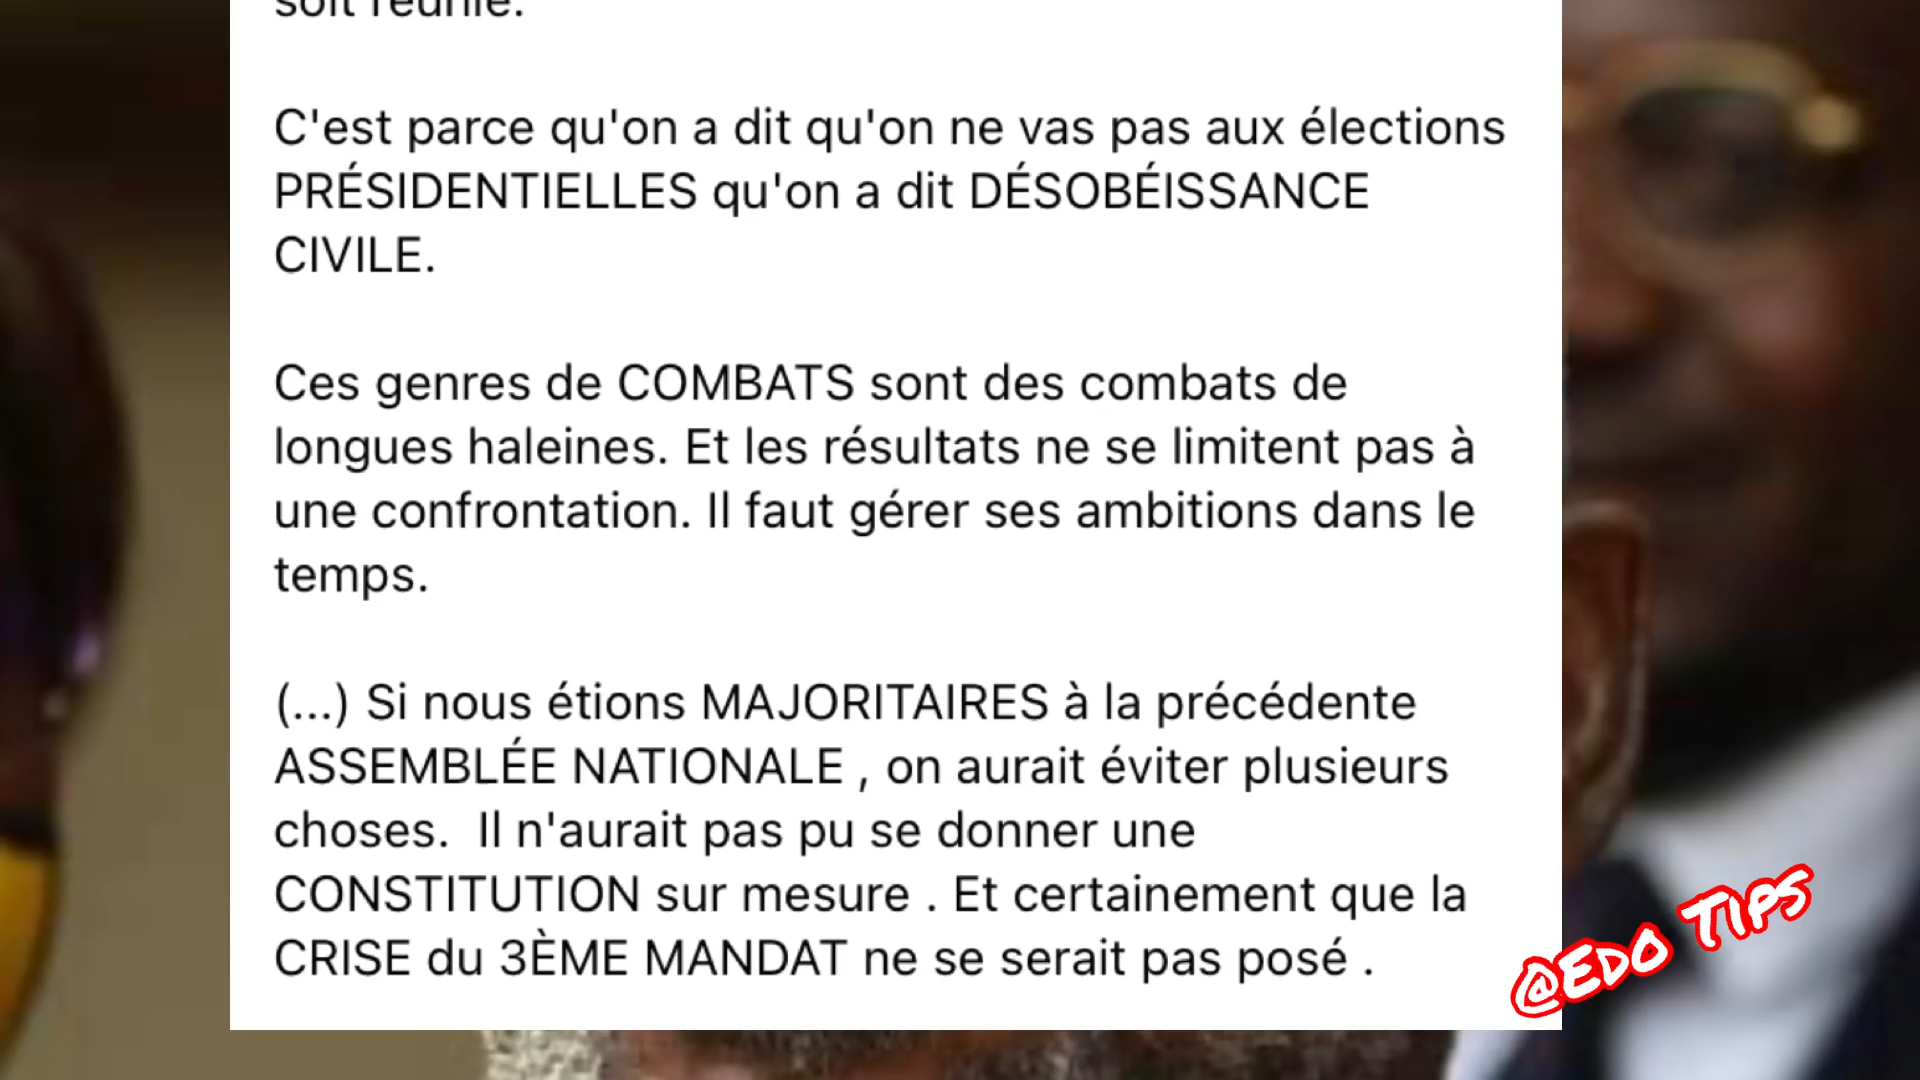 soit réunie.
C'est parce qu'on a dit qu'on ne vas pas aux élections
PRÉSIDENTIELLES qu'on a dit DÉSOBÉISSANCE
CIVILE.
Ces genres de COMBATS sont des combats de
longues haleines. Et les résultats ne se limitent pas à
une confrontation. Il faut gérer ses ambitions dans le
temps.
(...) Si nous étions MAJORITAIRES à la précédente
ASSEMBLÉE NATIONALE , on aurait éviter plusieurs
choses.  Il n'aurait pas pu se donner une
CONSTITUTION sur mesure . Et certainement que la
CRISE du 3ÈME MANDAT ne se serait pas posé .
@EDO TIPS